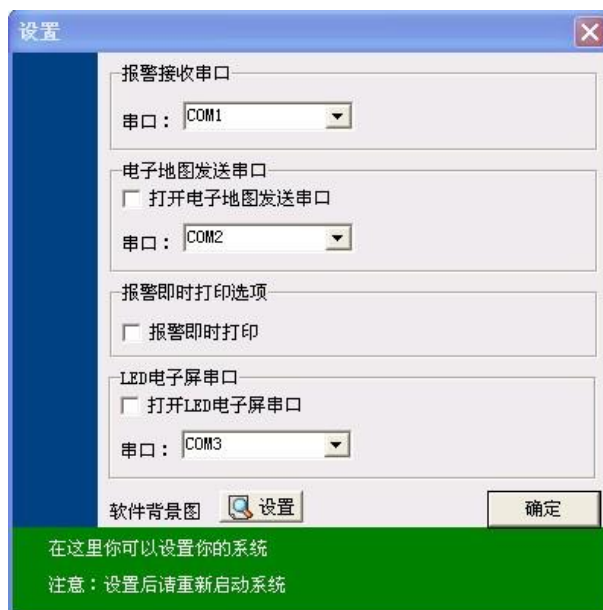 设置
报警接收串口
串口：COM1
电子地图发送串口
打开电子地图发送串口
串口：COM2
报警即时打印选项
报警即时打印
LED电子屏串口
打开LED电子屏串口
串口：COM3
软件背景图 设置 确定
在这里你可以设置你的系统
注意：设置后请重新启动系统